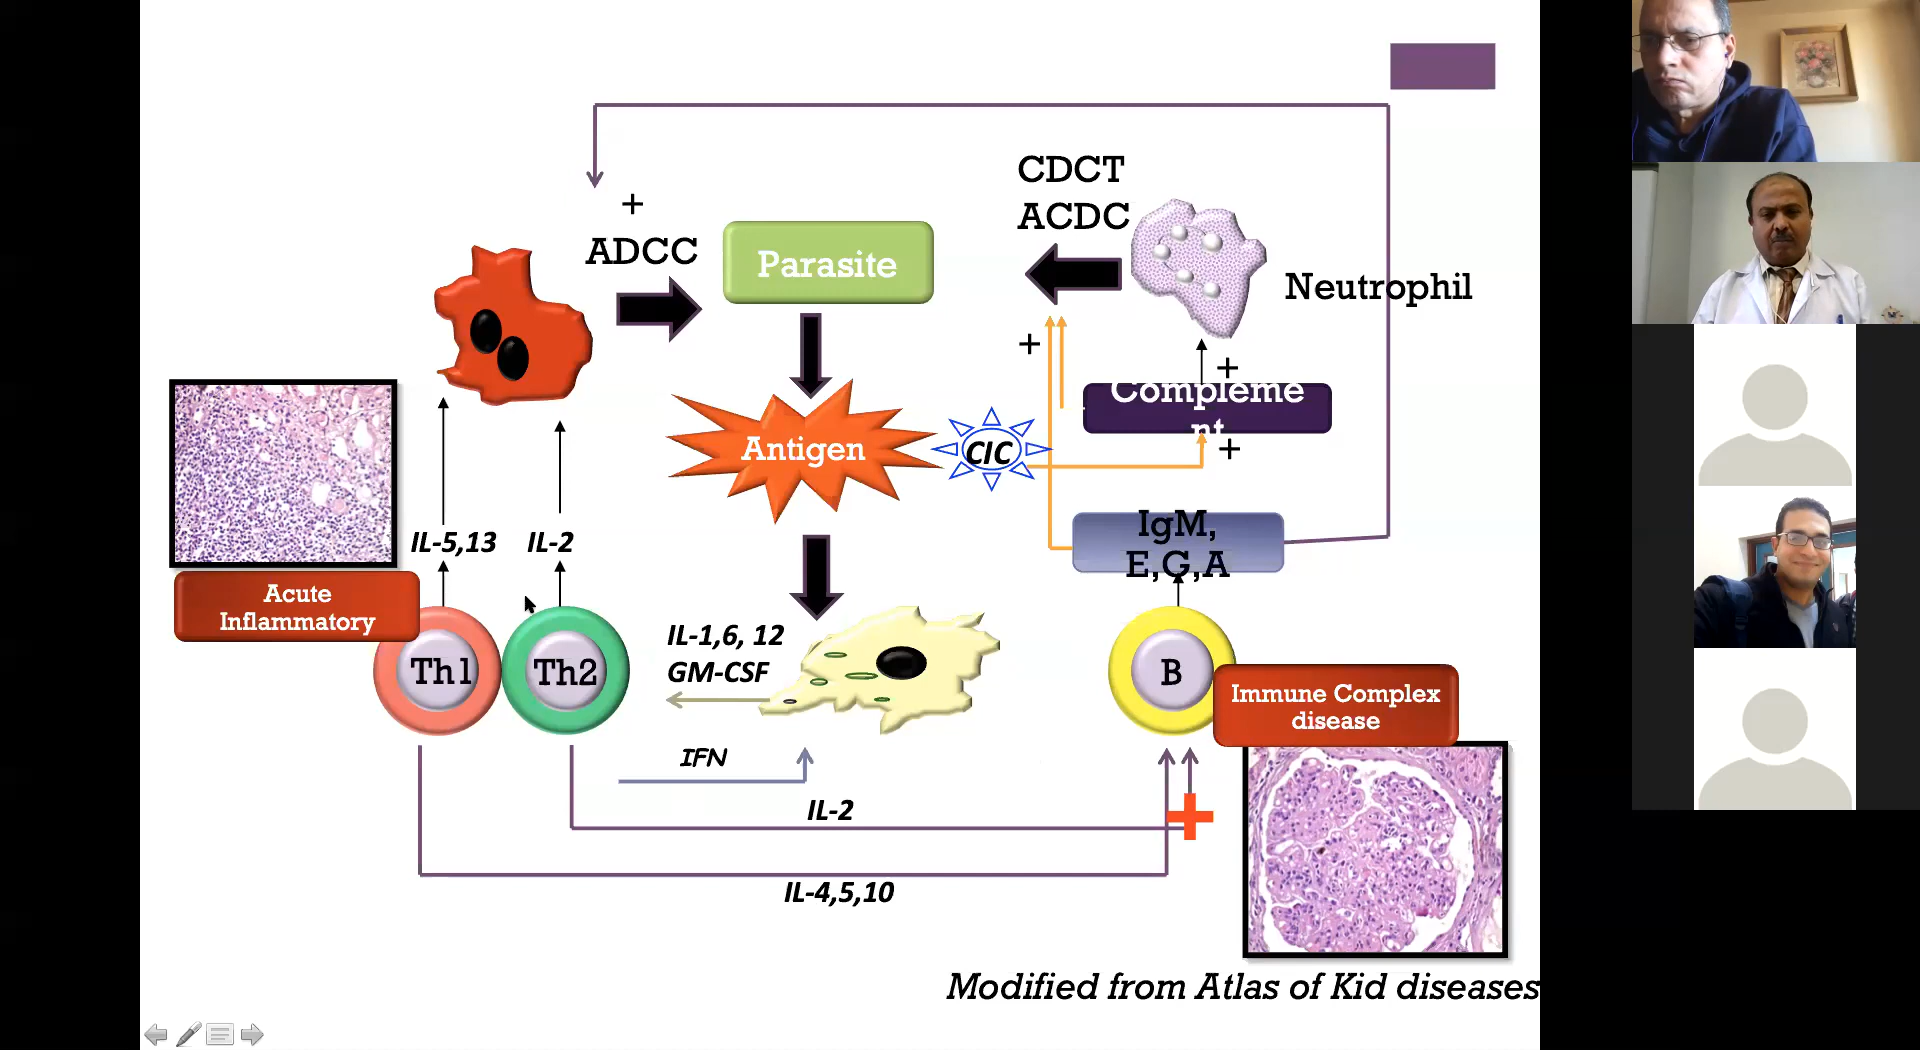 CDCT
ACDC
+
ADCC
Parasite
Neutrophil
+
+
Compleme
nt
Antigen
CIC
+
IgM,
E,G,A
IL-5,13
IL-2
Acute
Inflammatory
Th1
Th2
IL-1,6, 12
GM-CSF
B
Immune Complex
disease
IFN
IL-2
IL-4,5,10
Modified from Atlas of Kid diseases